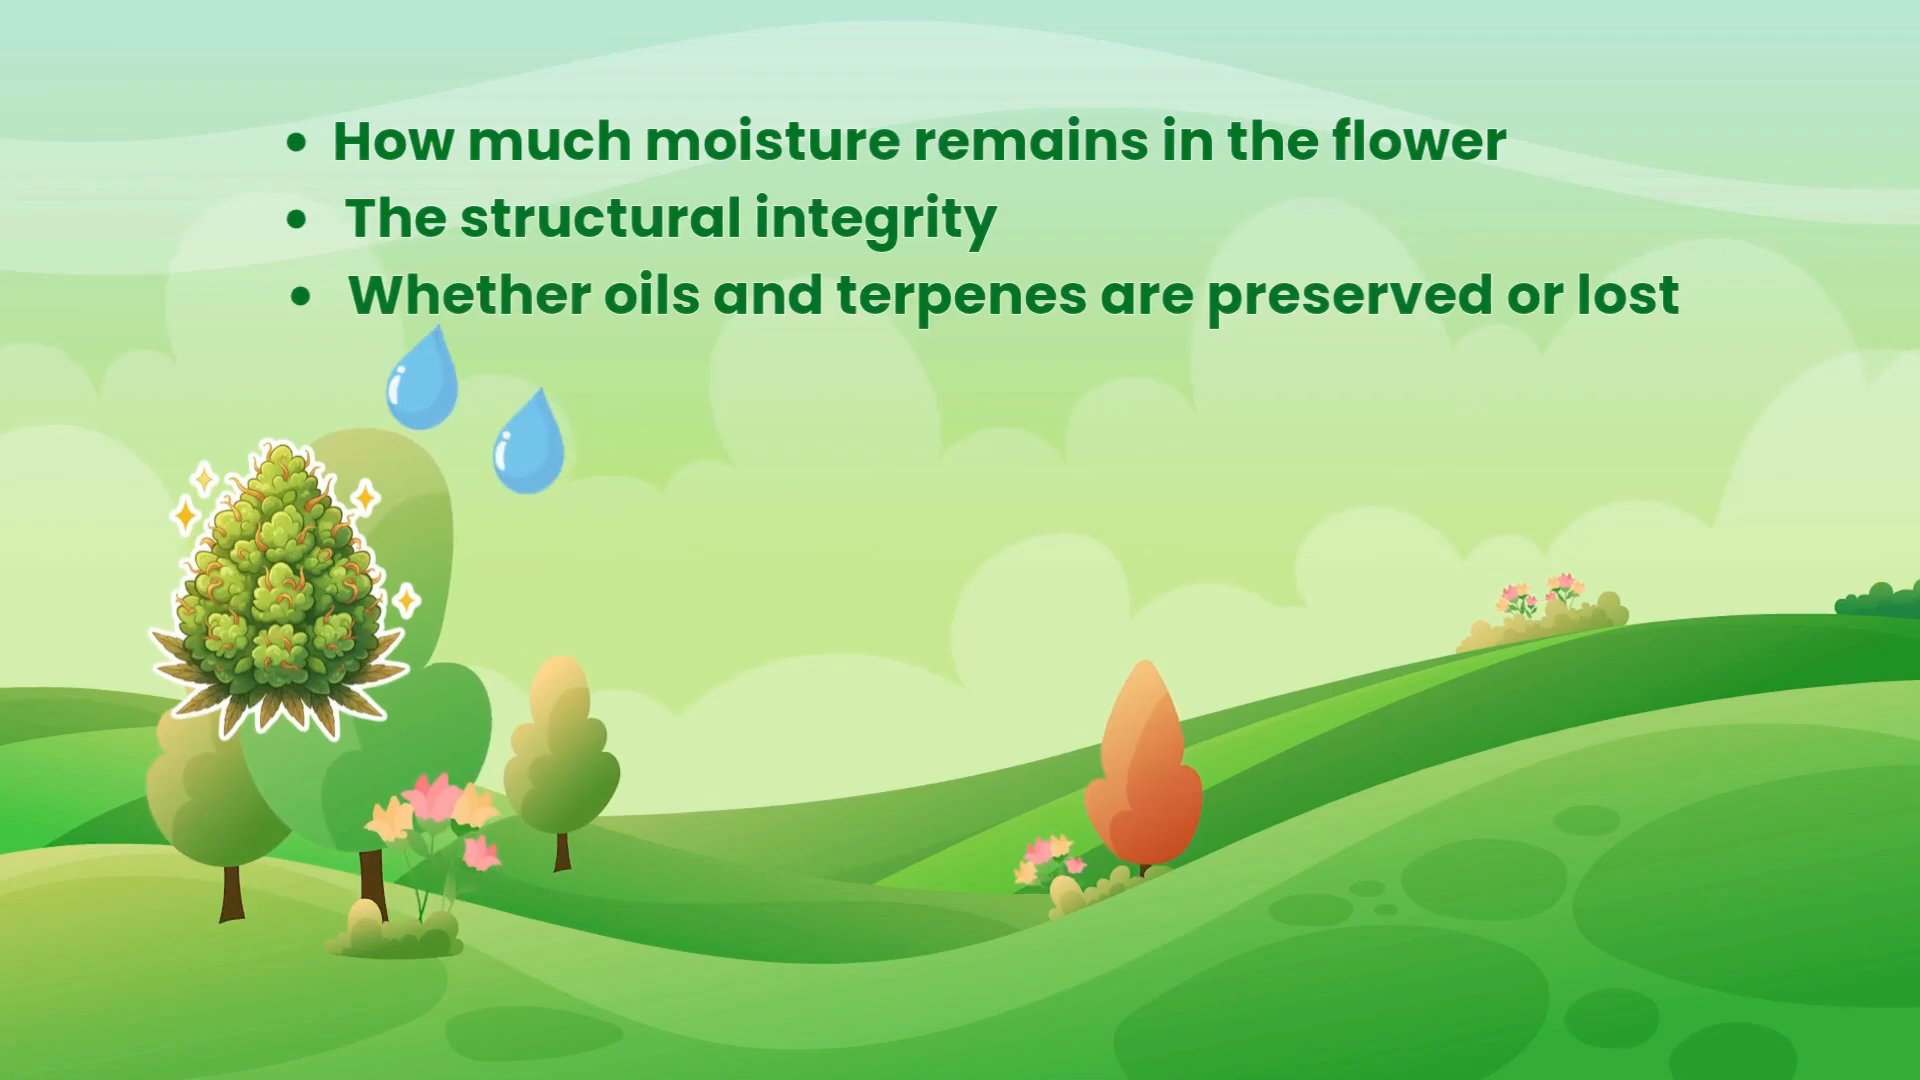 • How much moisture remains in the flower
• The structural integrity
• Whether oils and terpenes are preserved or lost